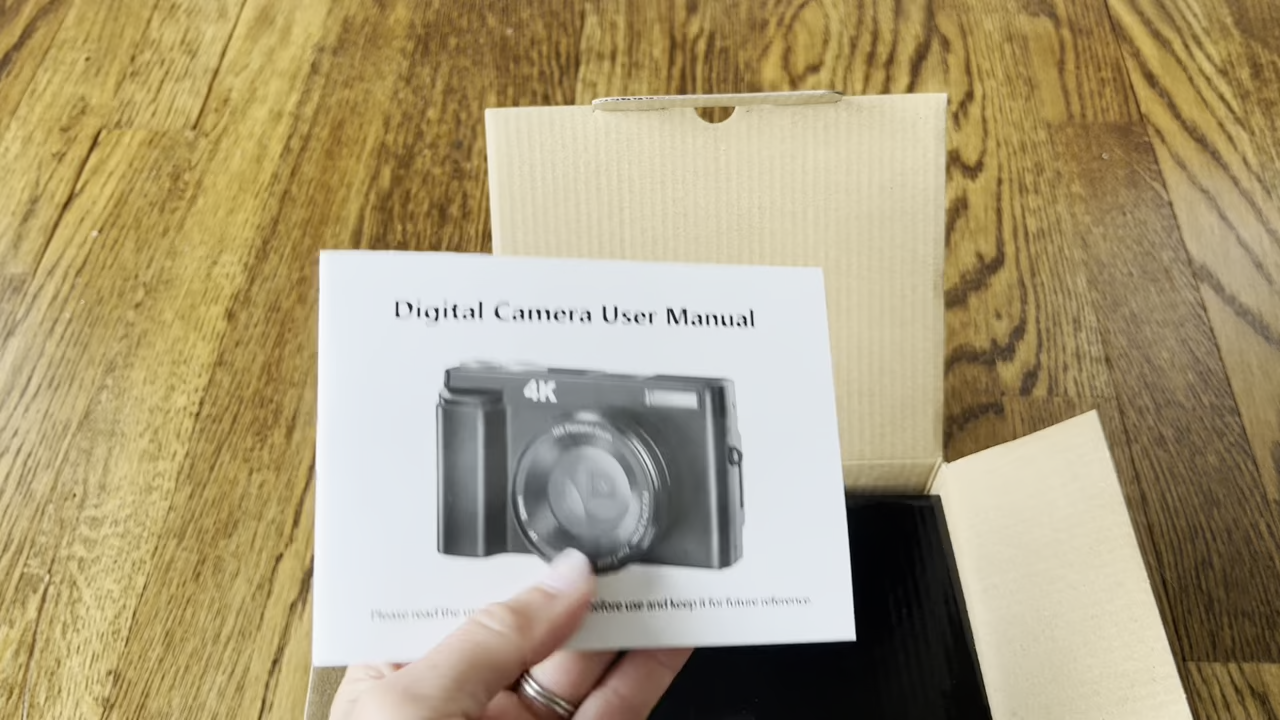 Digital Camera User Manual
4K
Please read the before use and keep it for future reference